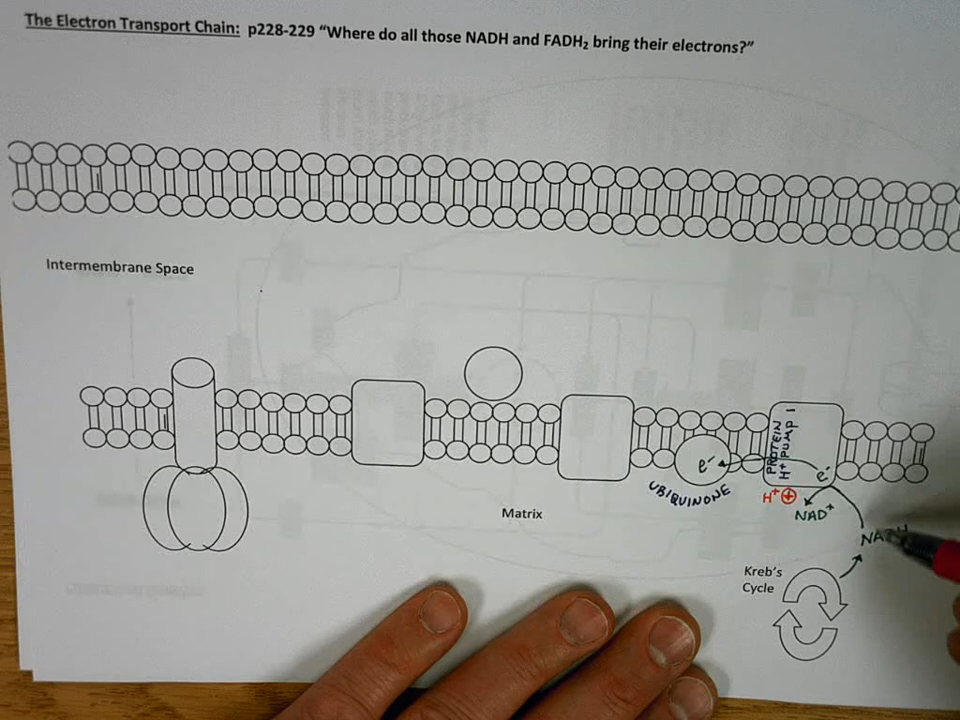 The Electron Transport Chain: p228-229 “Where do all those NADH and FADH₂ bring their electrons?”
Intermembrane Space
PROTEIN
H+ PUMP 1
e⁻
e⁻
UBIQUINONE
H⁺ ⊕
NAD⁺
Matrix
Kreb's
Cycle